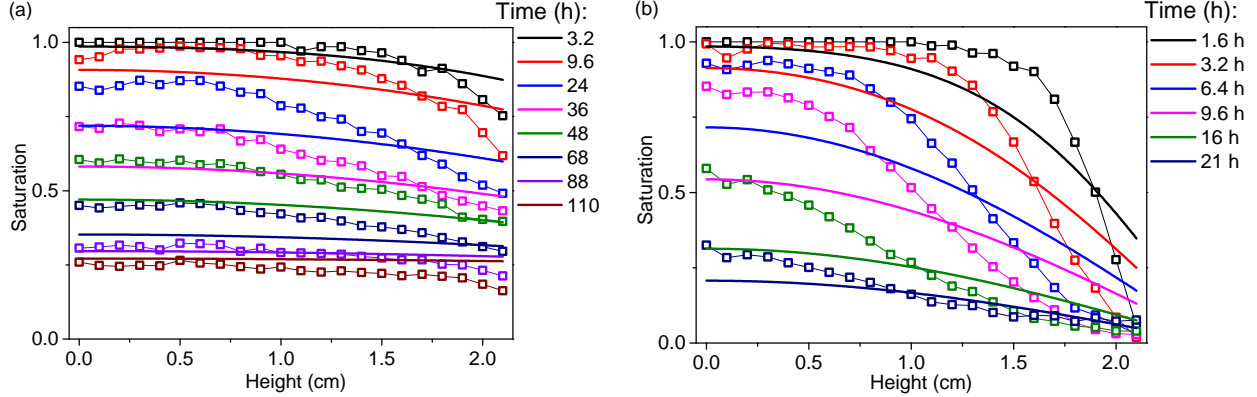 (a)
Time (h):
1.0
0.5
0.0
Saturation
0.0
0.5
1.0
1.5
2.0
Height (cm)
3.2
9.6
24
36
48
68
88
110
(b)
Time (h):
1.0
0.5
0.0
Saturation
0.0
0.5
1.0
1.5
2.0
Height (cm)
1.6 h
3.2 h
6.4 h
9.6 h
16 h
21 h